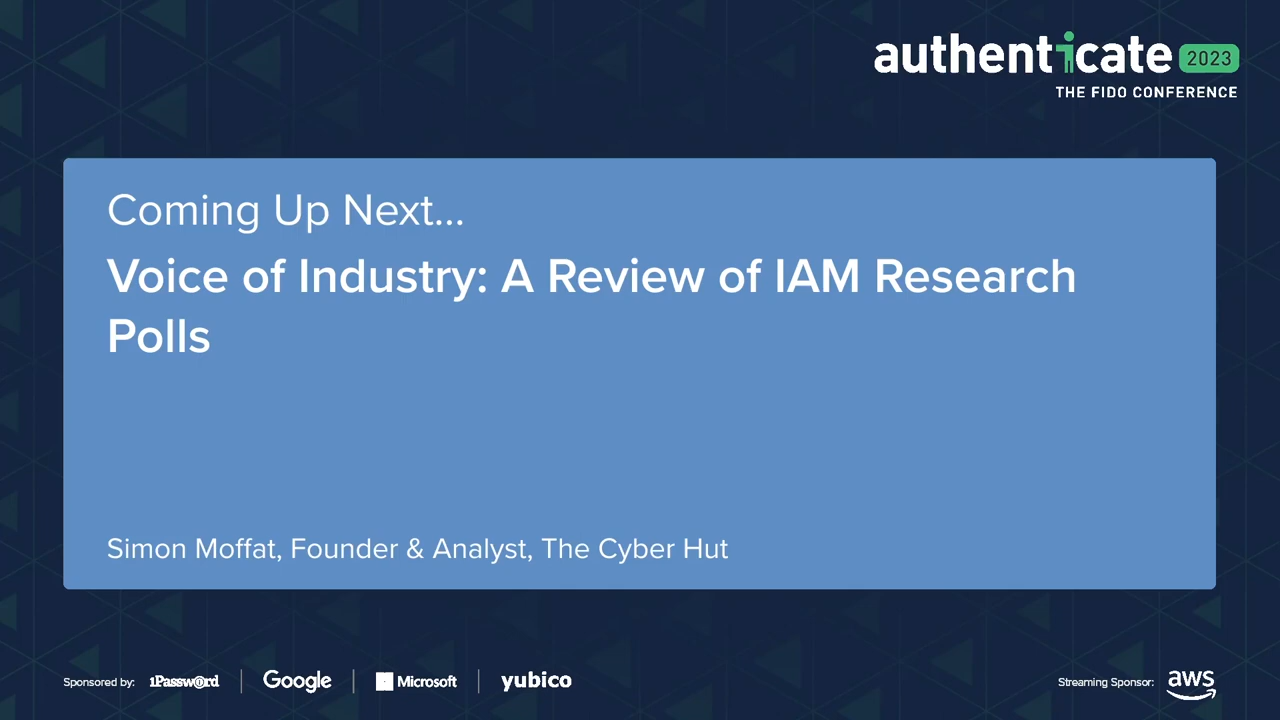 authenticate 2023
THE FIDO CONFERENCE
Coming Up Next...
Voice of Industry: A Review of IAM Research
Polls
Simon Moffat, Founder & Analyst, The Cyber Hut
Sponsored by: 1Password Google Microsoft yubico Streaming Sponsor: aws